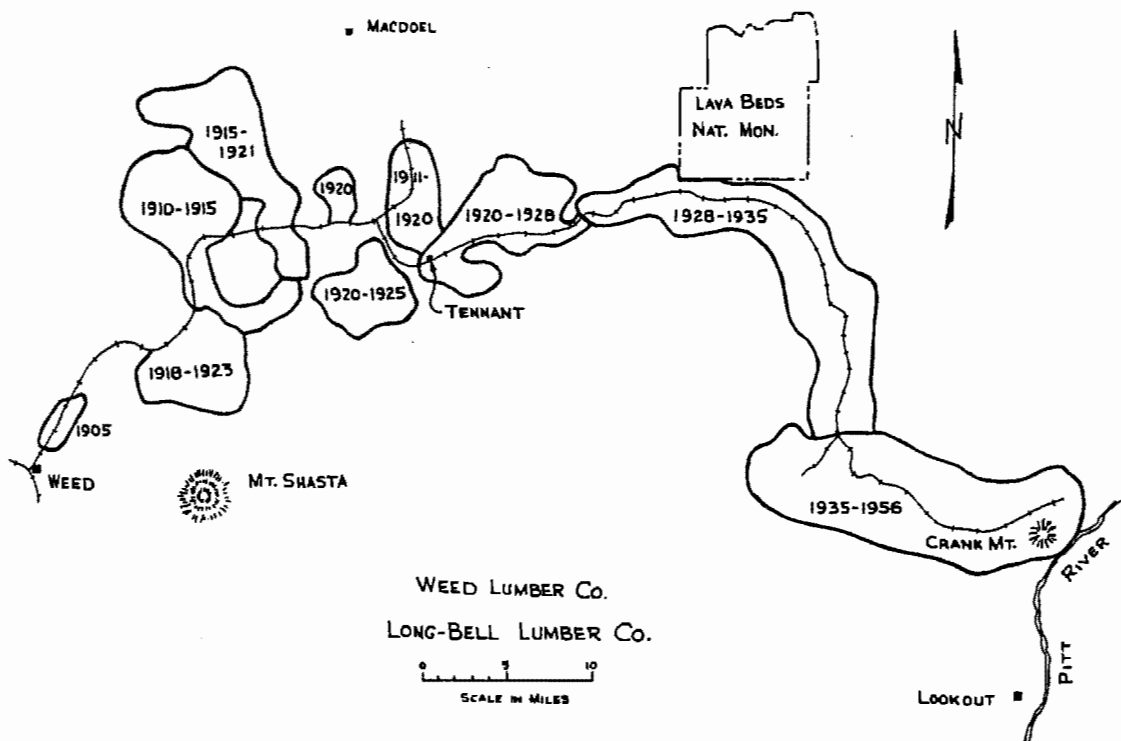 MACDOEL
LAVA BEDS
NAT. MON.
N
1915-
1921
1920
1911-
1920
1910-1915
1920-1928
1928-1935
1920-1925
TENNANT
1918-1923
1905
WEED
MT. SHASTA
1935-1956
CRANK MT.
RIVER
WEED LUMBER CO.
LONG-BELL LUMBER CO.
0 5 10
SCALE IN MILES
PITT
LOOKOUT